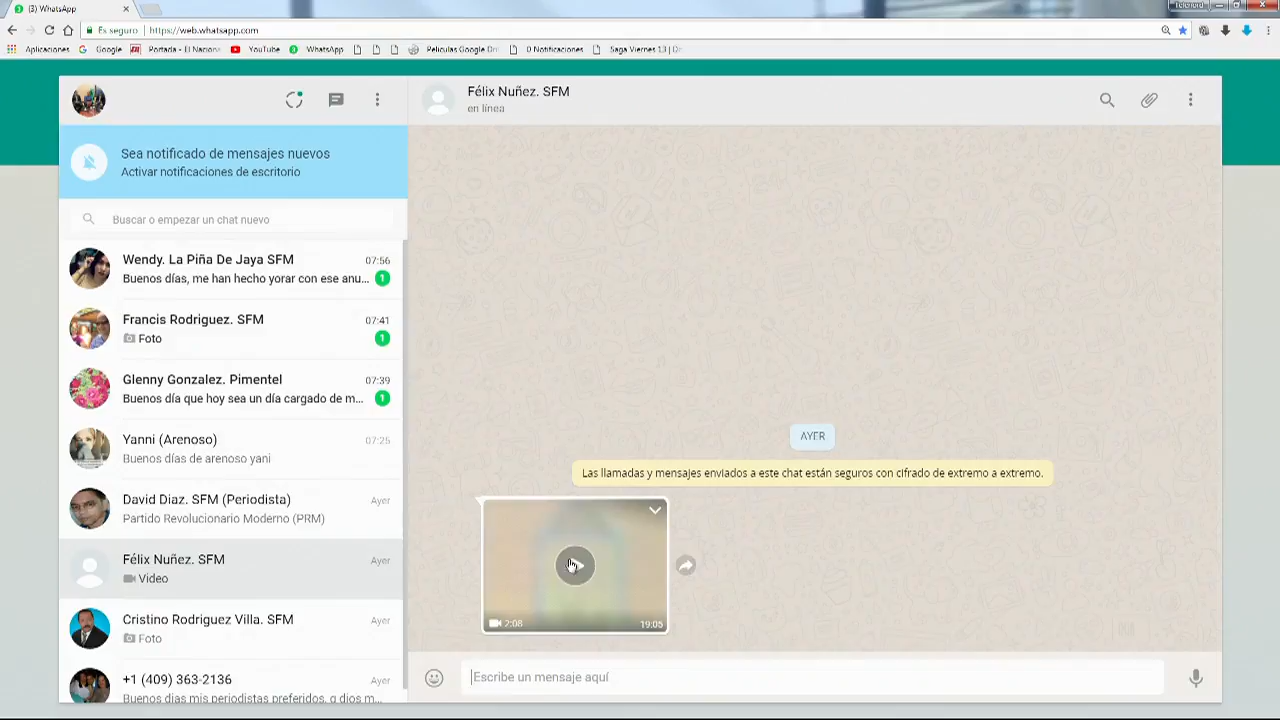 (3) WhatsApp
Es seguro
https://web.whatsapp.com
Aplicaciones
Google
Portada - El Nacion
YouTube
WhatsApp
Peliculas Google Dri
0 Notificaciones
Saga Viernes 13 | De
Félix Nuñez. SFM
en línea
Sea notificado de mensajes nuevos
Activar notificaciones de escritorio
Buscar o empezar un chat nuevo
Wendy. La Piña De Jaya SFM
07:56
Buenos días, me han hecho yorar con ese anu...
1
Francis Rodriguez. SFM
07:41
Foto
1
Glenny Gonzalez. Pimentel
07:39
Buenos día que hoy sea un día cargado de m...
1
Yanni (Arenoso)
07:25
Buenos días de arenoso yani
David Diaz. SFM (Periodista)
Ayer
Partido Revolucionario Moderno (PRM)
Félix Nuñez. SFM
Ayer
Video
Cristino Rodriguez Villa. SFM
Ayer
Foto
+1 (409) 363-2136
Ayer
Buenos días mis periodistas preferidos, q dios m...
AYER
Las llamadas y mensajes enviados a este chat están seguros con cifrado de extremo a extremo.
2:08
19:05
Escribe un mensaje aquí